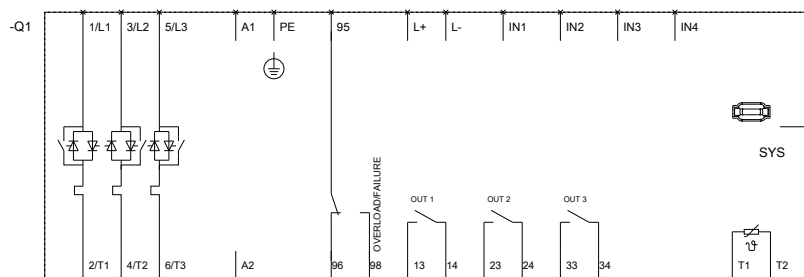 -Q1
1/L1 3/L2 5/L3 A1 PE 95 L+ L- IN1 IN2 IN3 IN4
SYS
OVERLOAD/FAILURE
OUT 1 OUT 2 OUT 3
ϑ
2/T1 4/T2 6/T3 A2 96 98 13 14 23 24 33 34 T1 T2